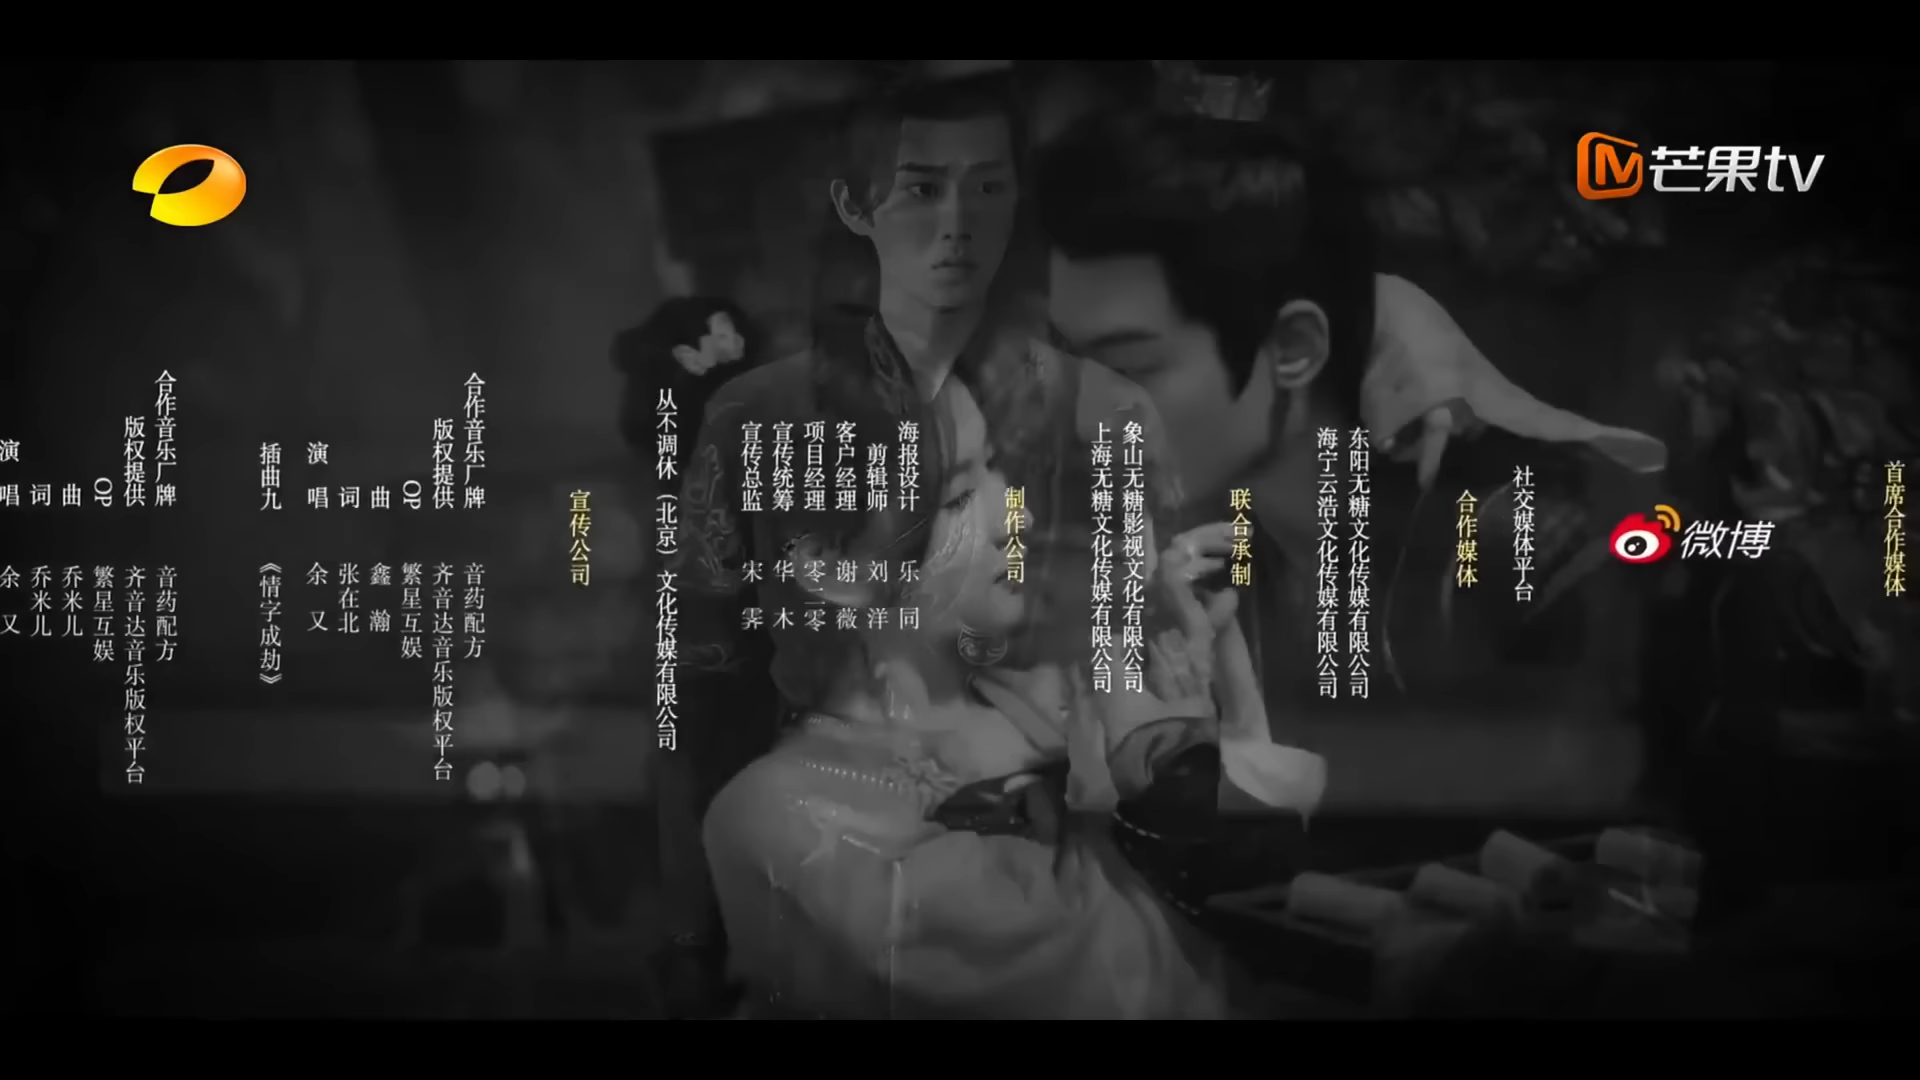 芒果tv
演唱 余又
词 乔米儿
曲 乔米儿
OP 繁星互娱
版权提供 齐音达音乐版权平台
合作音乐厂牌 音药配方
插曲九 《情字成劫》
演唱 余又
词 张在北
曲 鑫瀚
OP 繁星互娱
版权提供 齐音达音乐版权平台
合作音乐厂牌 音药配方
宣传公司
从不调休（北京）文化传媒有限公司
宣传总监 宋霁
宣传统筹 华木
项目经理 零二零
客户经理 谢薇
剪辑师 刘洋
海报设计 乐同
制作公司
上海无糖文化传媒有限公司
象山无糖影视文化有限公司
联合承制
海宁云浩文化传媒有限公司
东阳无糖文化传媒有限公司
合作媒体
社交媒体平台
微博
首席合作媒体